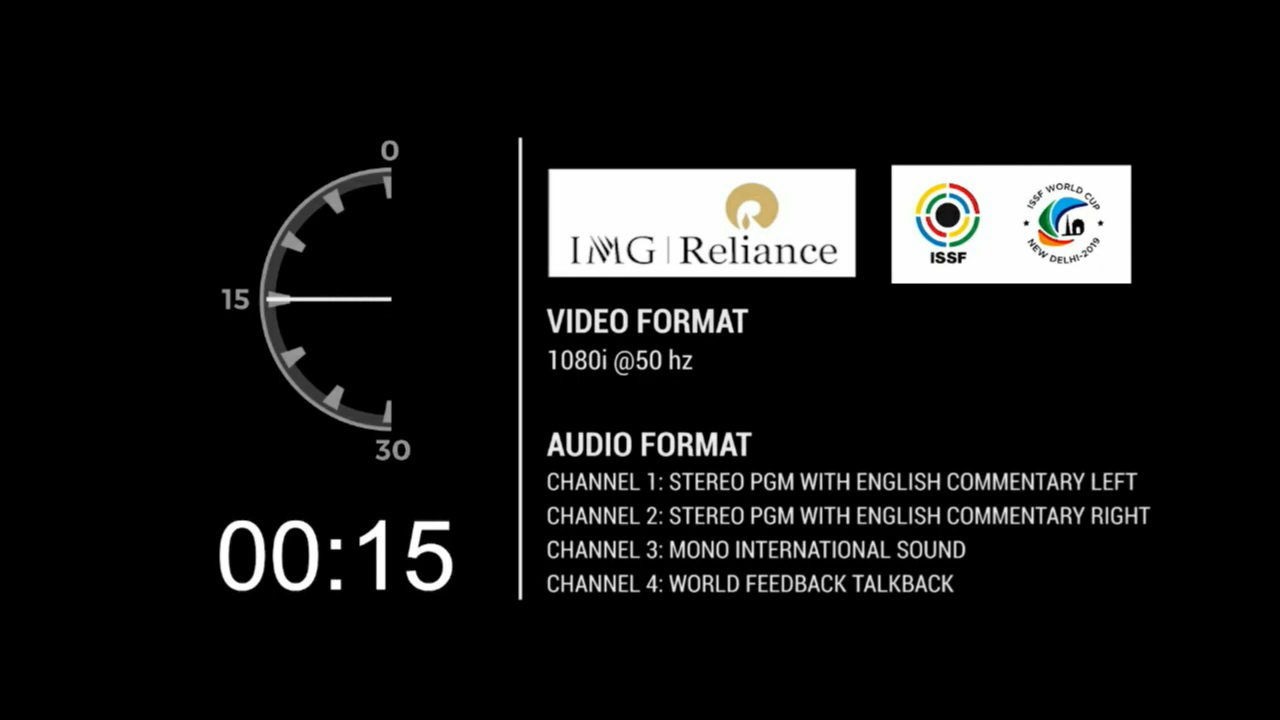 0
15
30
00:15
IMG | Reliance
ISSF
ISSF WORLD CUP
NEW DELHI-2019
VIDEO FORMAT
1080i @50 hz
AUDIO FORMAT
CHANNEL 1: STEREO PGM WITH ENGLISH COMMENTARY LEFT
CHANNEL 2: STEREO PGM WITH ENGLISH COMMENTARY RIGHT
CHANNEL 3: MONO INTERNATIONAL SOUND
CHANNEL 4: WORLD FEEDBACK TALKBACK